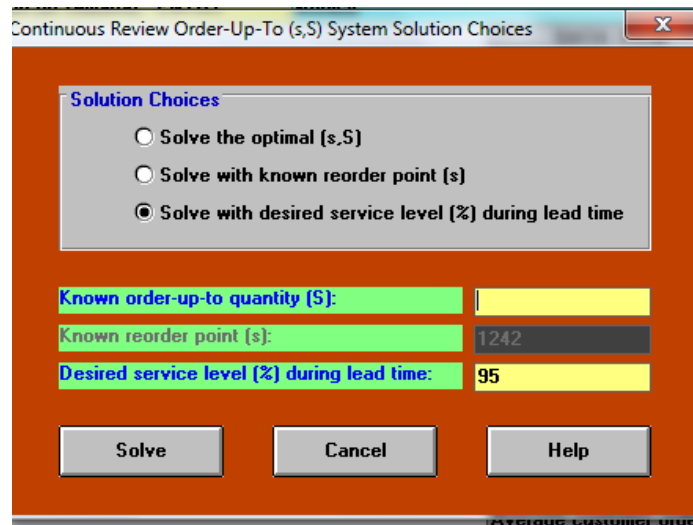 Continuous Review Order-Up-To (s,S) System Solution Choices
Solution Choices
Solve the optimal (s,S)
Solve with known reorder point (s)
Solve with desired service level (%) during lead time
Known order-up-to quantity (S):
Known reorder point (s): 1242
Desired service level (%) during lead time: 95
Solve Cancel Help
Average customer